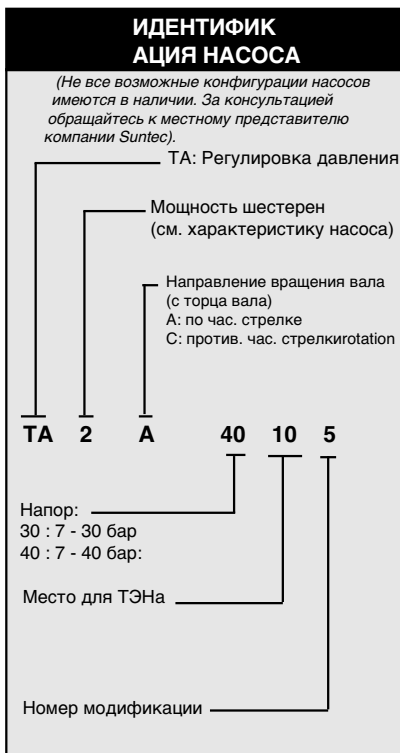 ИДЕНТИФИК
АЦИЯ НАСОСА
(Не все возможные конфигурации насосов
имеются в наличии. За консультацией
обращайтесь к местному представителю
компании Suntec).
TA: Регулировка давления
Мощность шестерен
(см. характеристику насоса)
Направление вращения вала
(с торца вала)
А: по час. стрелке
С: против. час. стрелкиrotation
TA 2 A 40 10 5
Напор:
30 : 7 - 30 бар
40 : 7 - 40 бар:
Место для ТЭНа
Номер модификации